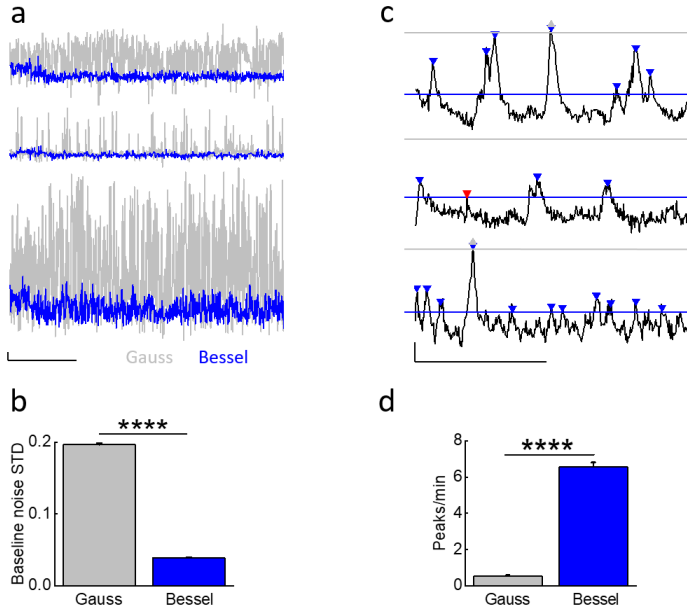 a
Gauss Bessel
b
****
Baseline noise STD
0.2
0.1
0.0
Gauss Bessel
c
d
****
Peaks/min
8
6
4
2
0
Gauss Bessel